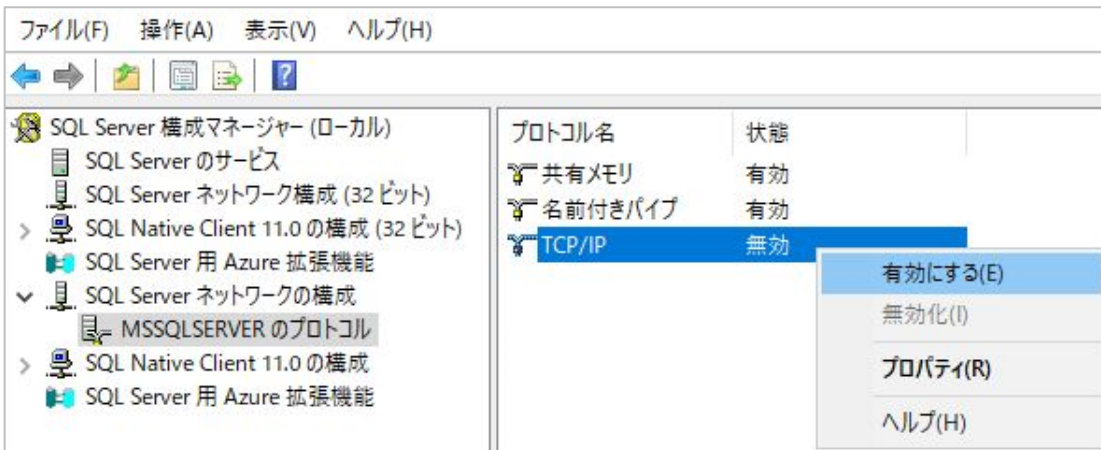 ファイル(F) 操作(A) 表示(V) ヘルプ(H)
SQL Server 構成マネージャー (ローカル)
SQL Server のサービス
SQL Server ネットワーク構成 (32 ビット)
SQL Native Client 11.0 の構成 (32 ビット)
SQL Server 用 Azure 拡張機能
SQL Server ネットワークの構成
MSSQLSERVER のプロトコル
SQL Native Client 11.0 の構成
SQL Server 用 Azure 拡張機能
プロトコル名 状態
共有メモリ 有効
名前付きパイプ 有効
TCP/IP 無効
有効にする(E)
無効化(I)
プロパティ(R)
ヘルプ(H)